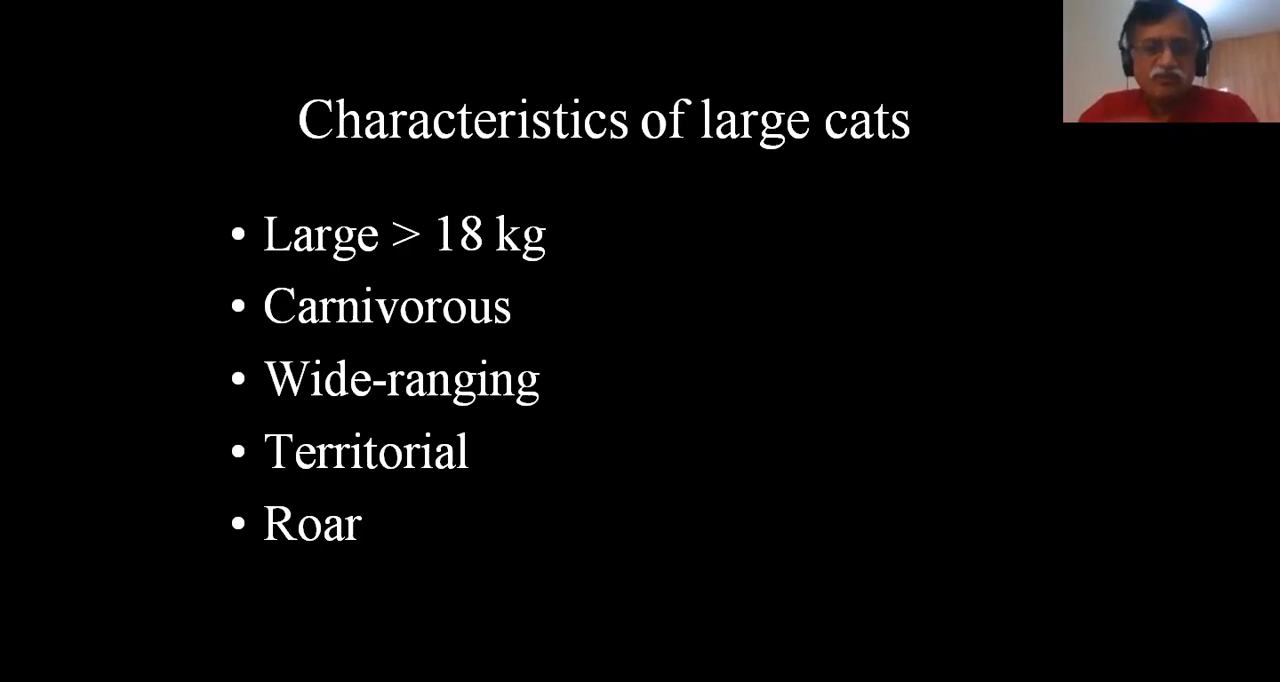 Characteristics of large cats
• Large > 18 kg
• Carnivorous
• Wide-ranging
• Territorial
• Roar